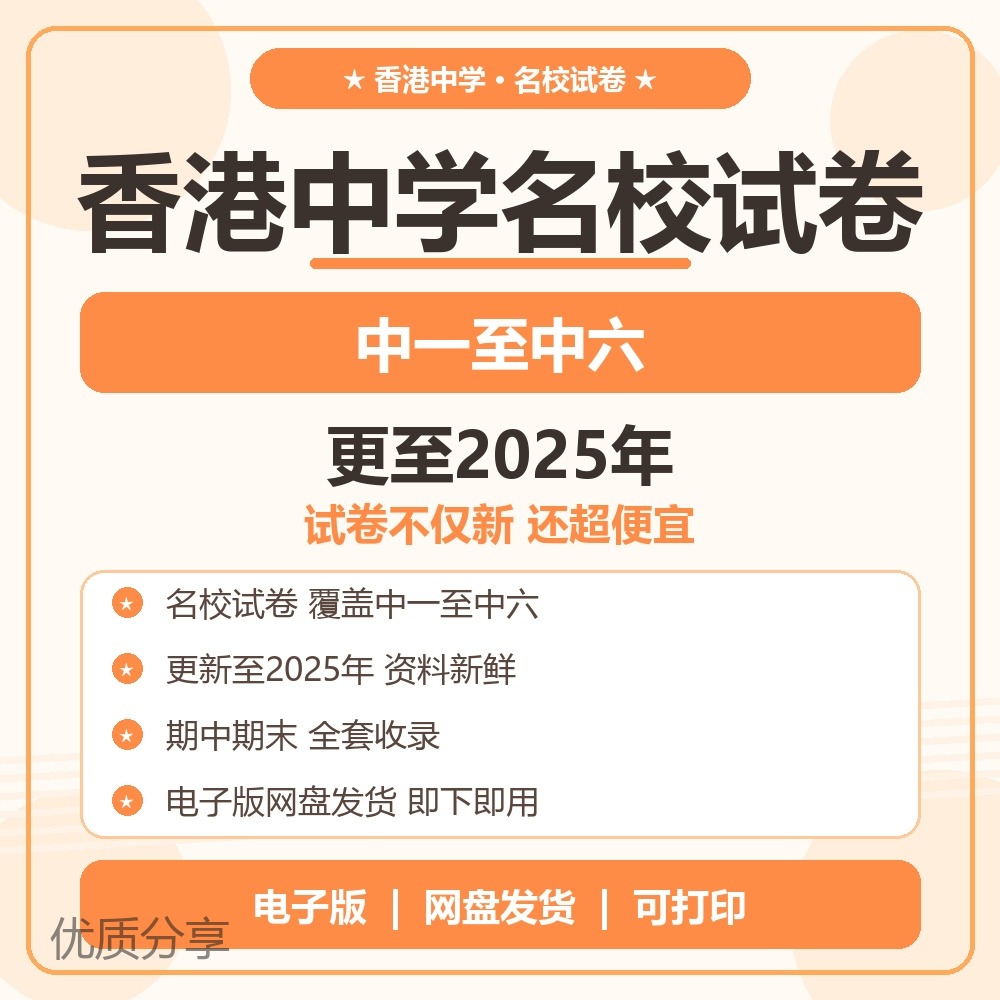 ★ 香港中学·名校试卷 ★
香港中学名校试卷
中一至中六
更至2025年
试卷不仅新 还超便宜
★ 名校试卷 覆盖中一至中六
★ 更新至2025年 资料新鲜
★ 期中期末 全套收录
★ 电子版网盘发货 即下即用
电子版 | 网盘发货 | 可打印
优质分享